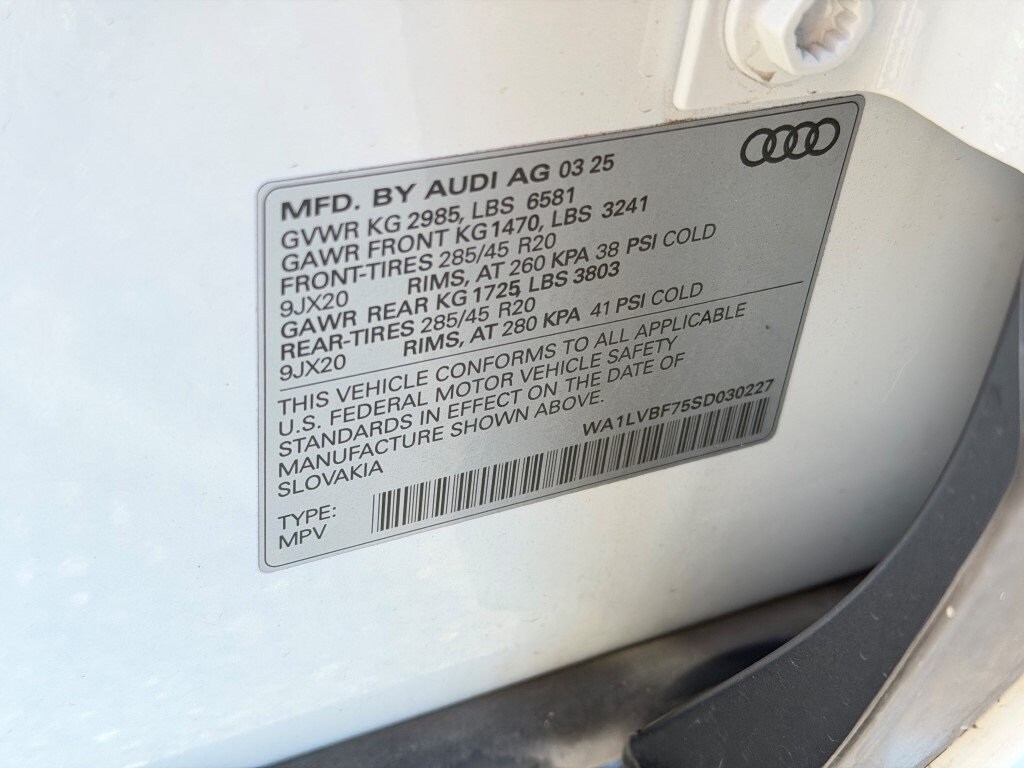 MFD. BY AUDI AG 03 25
GVWR KG 2985, LBS 6581
GAWR FRONT KG 1470, LBS 3241
FRONT-TIRES 285/45 R20
9JX20 RIMS, AT 260 KPA 38 PSI COLD
GAWR REAR KG 1725, LBS 3803
REAR-TIRES 285/45 R20
9JX20 RIMS, AT 280 KPA 41 PSI COLD
THIS VEHICLE CONFORMS TO ALL APPLICABLE
U.S. FEDERAL MOTOR VEHICLE SAFETY
STANDARDS IN EFFECT ON THE DATE OF
MANUFACTURE SHOWN ABOVE.
SLOVAKIA
WA1LVBF75SD030227
TYPE:
MPV